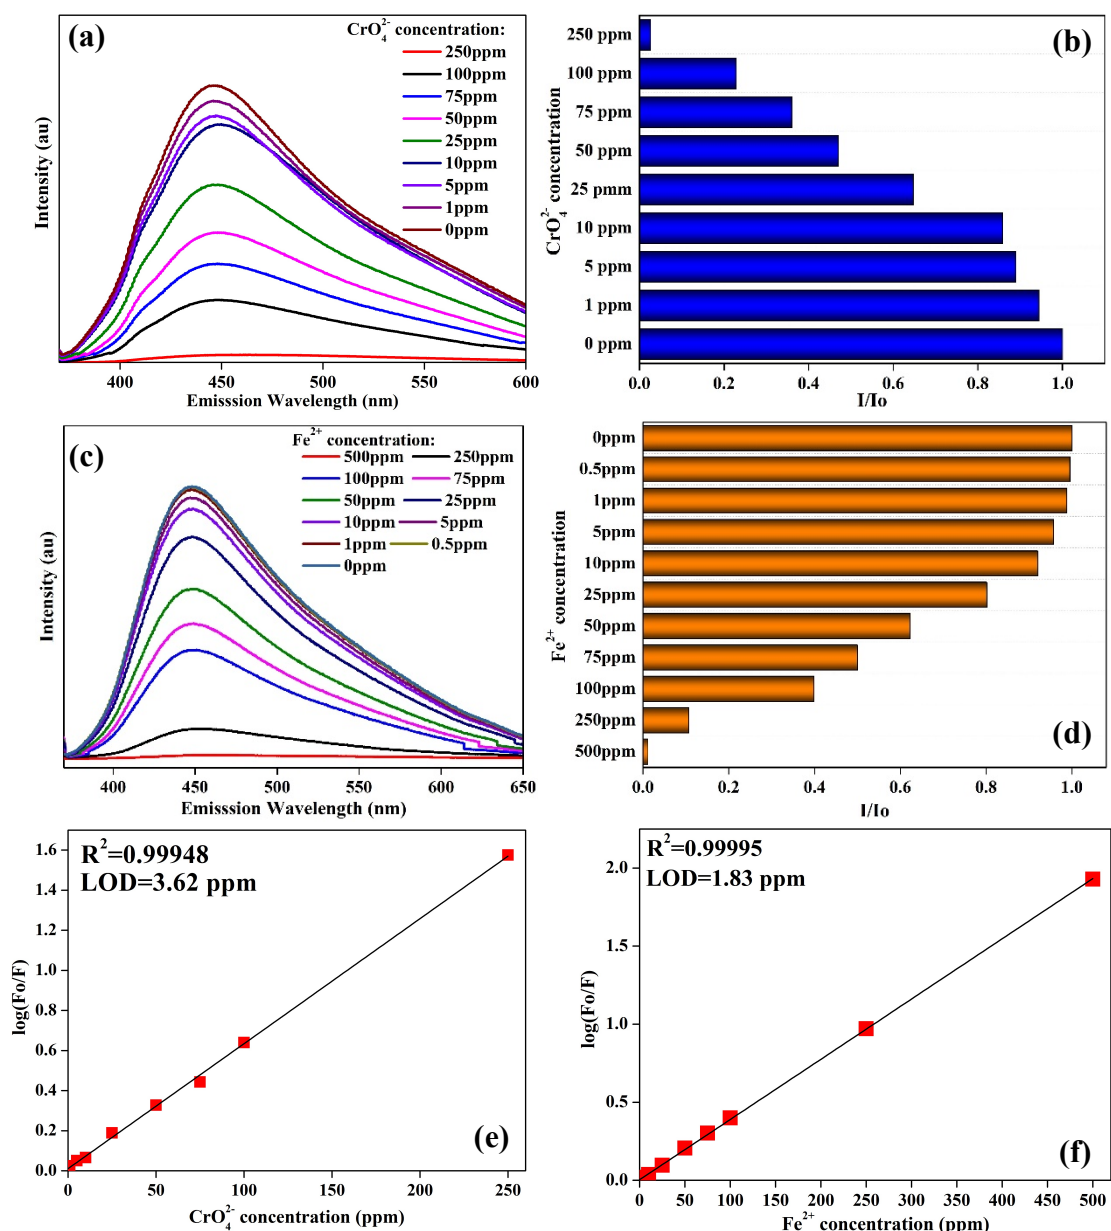 (a)
CrO₄²⁻ concentration:
250ppm
100ppm
75ppm
50ppm
25ppm
10ppm
5ppm
1ppm
0ppm
Intensity (au)
400 450 500 550 600
Emisssion Wavelength (nm)
(b)
CrO₄²⁻ concentration
250 ppm
100 ppm
75 ppm
50 ppm
25 pmm
10 ppm
5 ppm
1 ppm
0 ppm
0.0 0.2 0.4 0.6 0.8 1.0
I/Io
(c)
Fe²⁺ concentration:
500ppm 250ppm
100ppm 75ppm
50ppm 25ppm
10ppm 5ppm
1ppm 0.5ppm
0ppm
Intensity (au)
400 450 500 550 600 650
Emisssion Wavelength (nm)
(d)
Fe²⁺ concentration
0ppm
0.5ppm
1ppm
5ppm
10ppm
25ppm
50ppm
75ppm
100ppm
250ppm
500ppm
0.0 0.2 0.4 0.6 0.8 1.0
I/Io
R²=0.99948
LOD=3.62 ppm
log(Fo/F)
1.6
1.4
1.2
1.0
0.8
0.6
0.4
0.2
0.0
(e)
0 50 100 150 200 250
CrO₄²⁻ concentration (ppm)
R²=0.99995
LOD=1.83 ppm
log(Fo/F)
2.0
1.5
1.0
0.5
0.0
(f)
0 50 100 150 200 250 300 350 400 450 500
Fe²⁺ concentration (ppm)